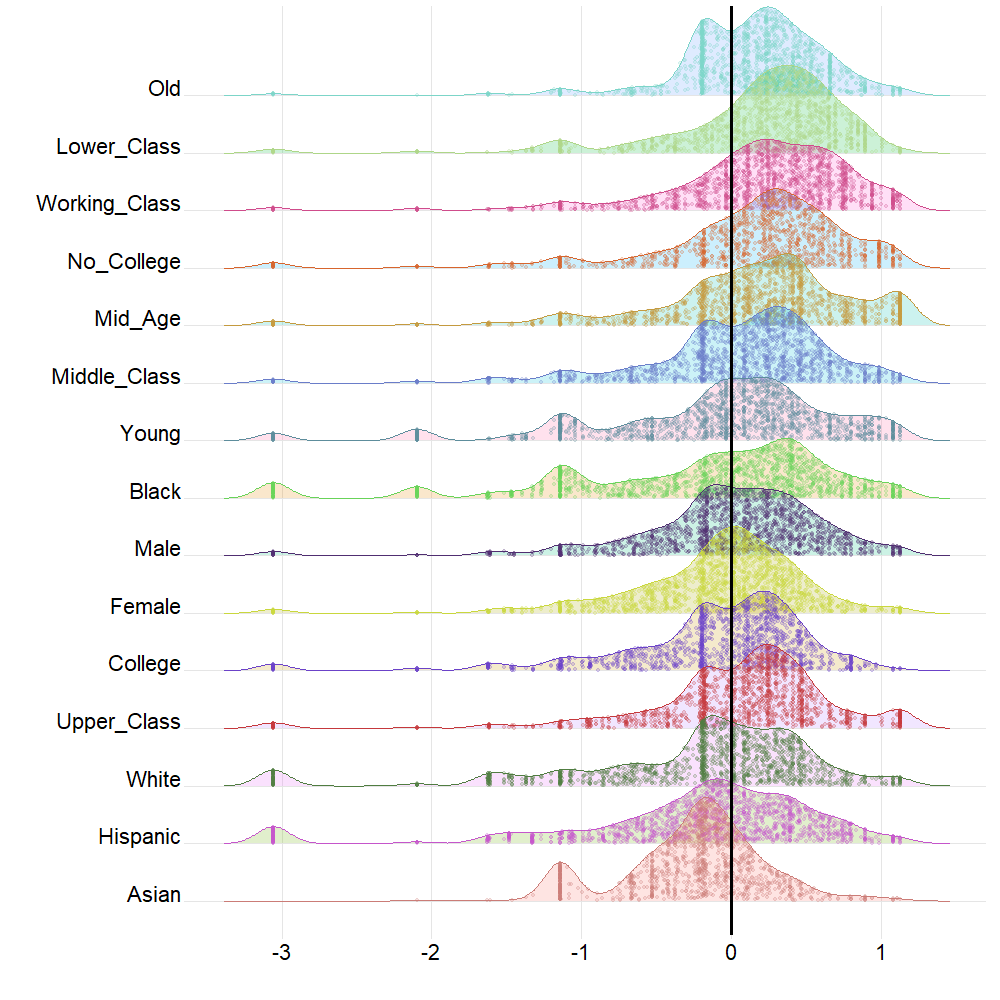 Old
Lower_Class
Working_Class
No_College
Mid_Age
Middle_Class
Young
Black
Male
Female
College
Upper_Class
White
Hispanic
Asian
-3 -2 -1 0 1